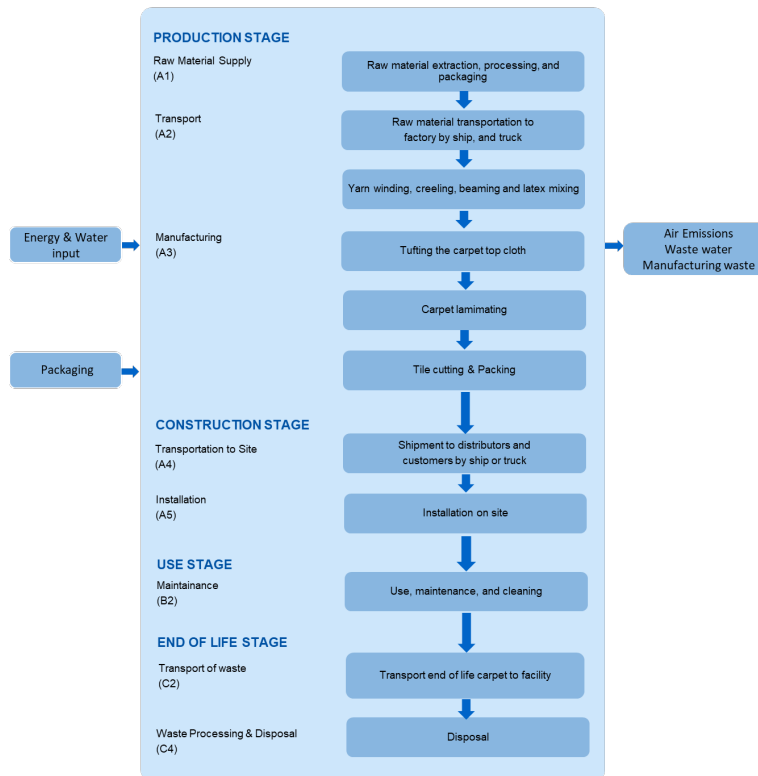 PRODUCTION STAGE
Raw Material Supply
(A1)
Raw material extraction, processing, and
packaging
Transport
(A2)
Raw material transportation to
factory by ship, and truck
Yarn winding, creeling, beaming and latex mixing
Energy & Water
input
Manufacturing
(A3)
Tufting the carpet top cloth
Air Emissions
Waste water
Manufacturing waste
Carpet lamimating
Packaging
Tile cutting & Packing
CONSTRUCTION STAGE
Transportation to Site
(A4)
Shipment to distributors and
customers by ship or truck
Installation
(A5)
Installation on site
USE STAGE
Maintainance
(B2)
Use, maintenance, and cleaning
END OF LIFE STAGE
Transport of waste
(C2)
Transport end of life carpet to facility
Waste Processing & Disposal
(C4)
Disposal